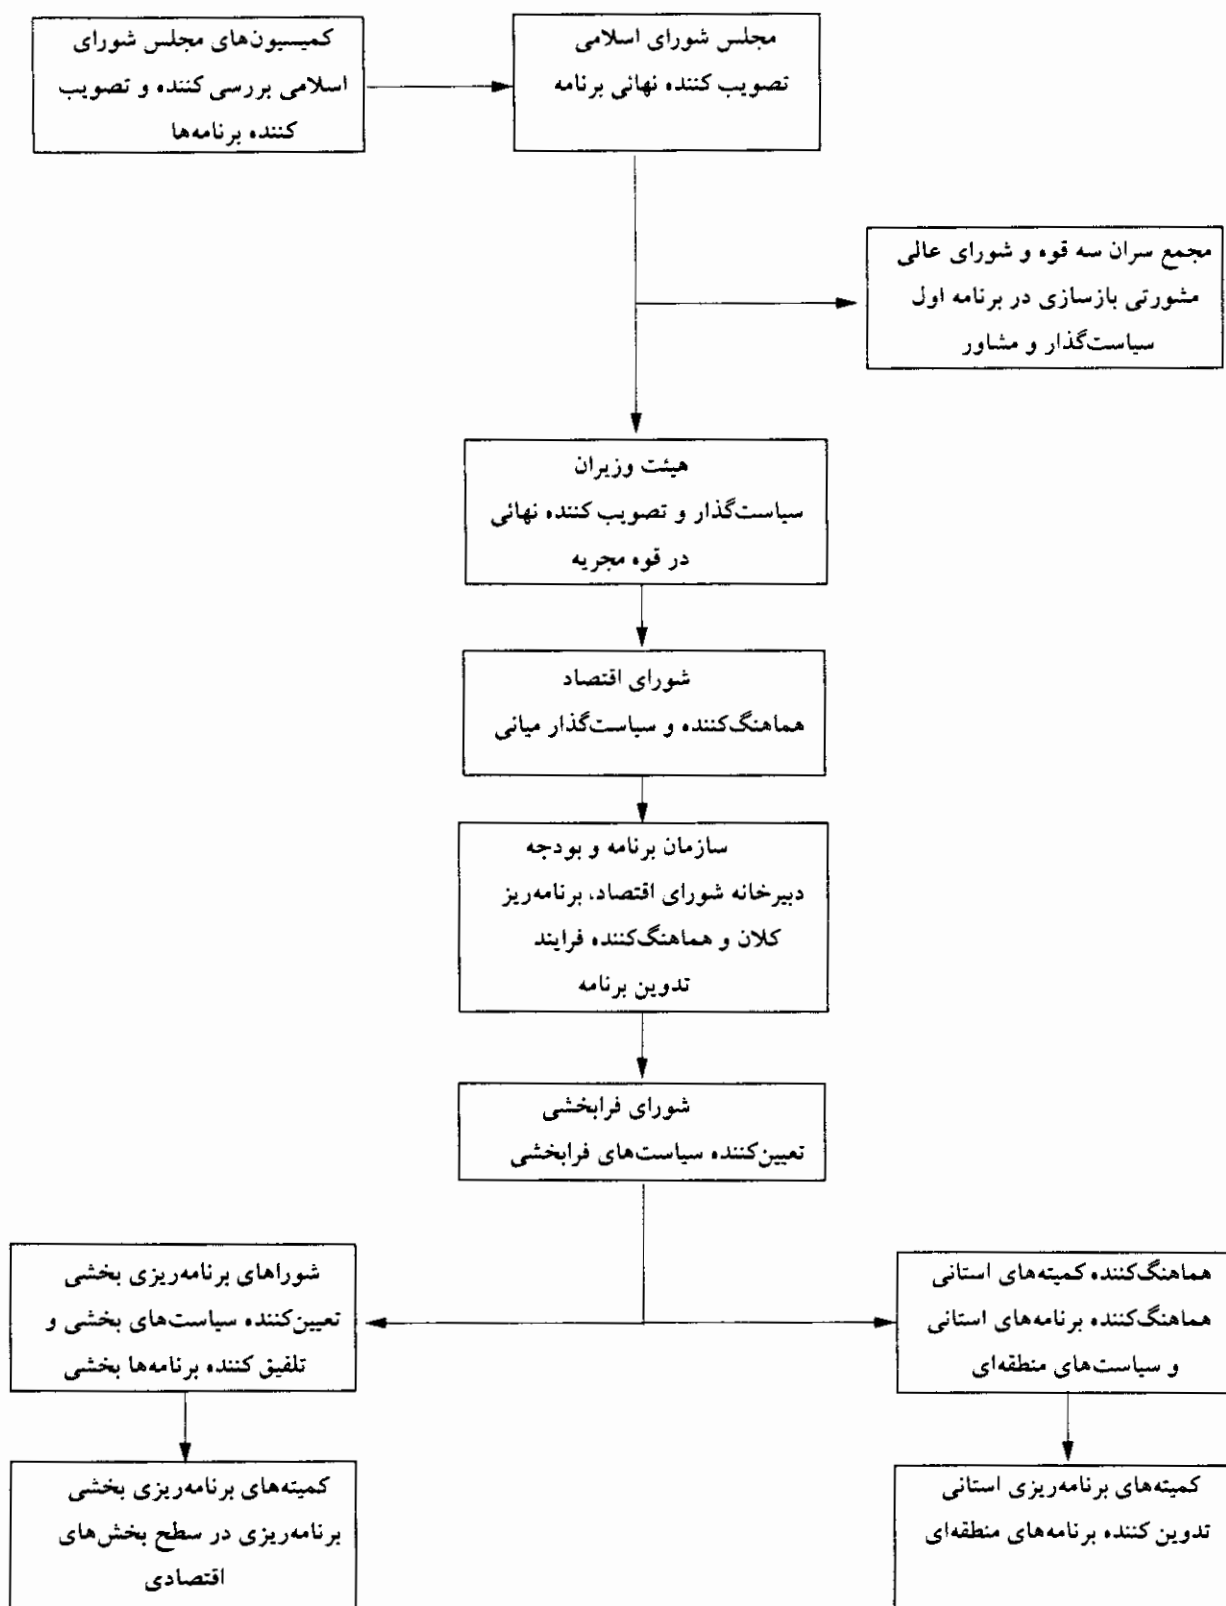 کمیسیون‌های مجلس شورای
اسلامی بررسی کننده و تصویب
کننده برنامه‌ها
مجلس شورای اسلامی
تصویب کننده نهائی برنامه
مجمع سران سه قوه و شورای عالی
مشورتی بازسازی در برنامه اول
سیاست‌گذار و مشاور
هیئت وزیران
سیاست‌گذار و تصویب کننده نهائی
در قوه مجریه
شورای اقتصاد
هماهنگ‌کننده و سیاست‌گذار میانی
سازمان برنامه و بودجه
دبیرخانه شورای اقتصاد، برنامه‌ریز
کلان و هماهنگ‌کننده فرایند
تدوین برنامه
شورای فرابخشی
تعیین‌کننده سیاست‌های فرابخشی
هماهنگ‌کننده کمیته‌های استانی
هماهنگ‌کننده برنامه‌های استانی
و سیاست‌های منطقه‌ای
شوراهای برنامه‌ریزی بخشی
تعیین‌کننده سیاست‌های بخشی و
تلفیق کننده برنامه‌ها بخشی
کمیته‌های برنامه‌ریزی استانی
تدوین کننده برنامه‌های منطقه‌ای
کمیته‌های برنامه‌ریزی بخشی
برنامه‌ریزی در سطح بخش‌های
اقتصادی